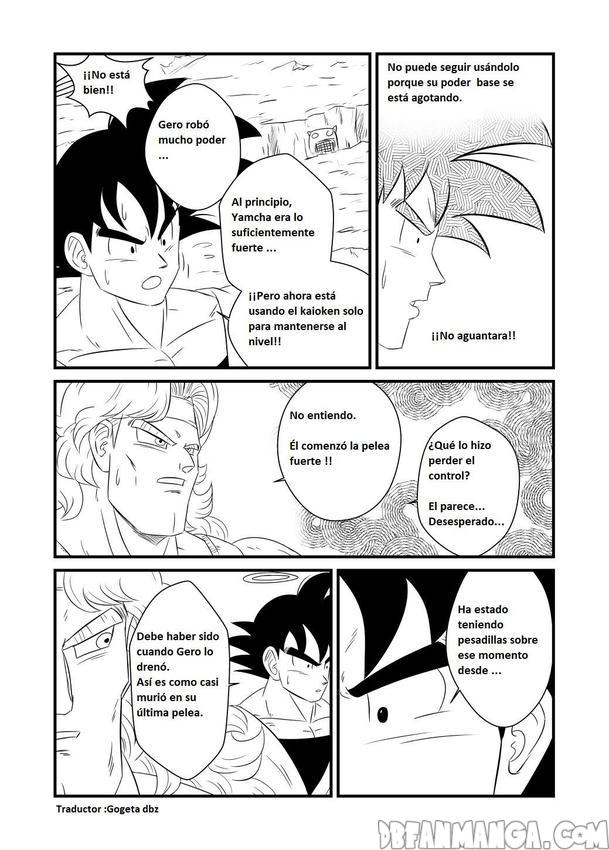 ¡¡No está
bien!!
Gero robó
mucho poder
...
Al principio,
Yamcha era lo
suficientemente
fuerte ...
¡¡Pero ahora está
usando el kaioken solo
para mantenerse al
nivel!!
No puede seguir usándolo
porque su poder base se
está agotando.
¡¡No aguantara!!
No entiendo.
Él comenzó la pelea
fuerte !!
¿Qué lo hizo
perder el
control?
El parece...
Desesperado...
Debe haber sido
cuando Gero lo
drenó.
Así es como casi
murió en su
última pelea.
Ha estado
teniendo
pesadillas sobre
ese momento
desde ...
Traductor :Gogeta dbz
DBFANMANGA.COM